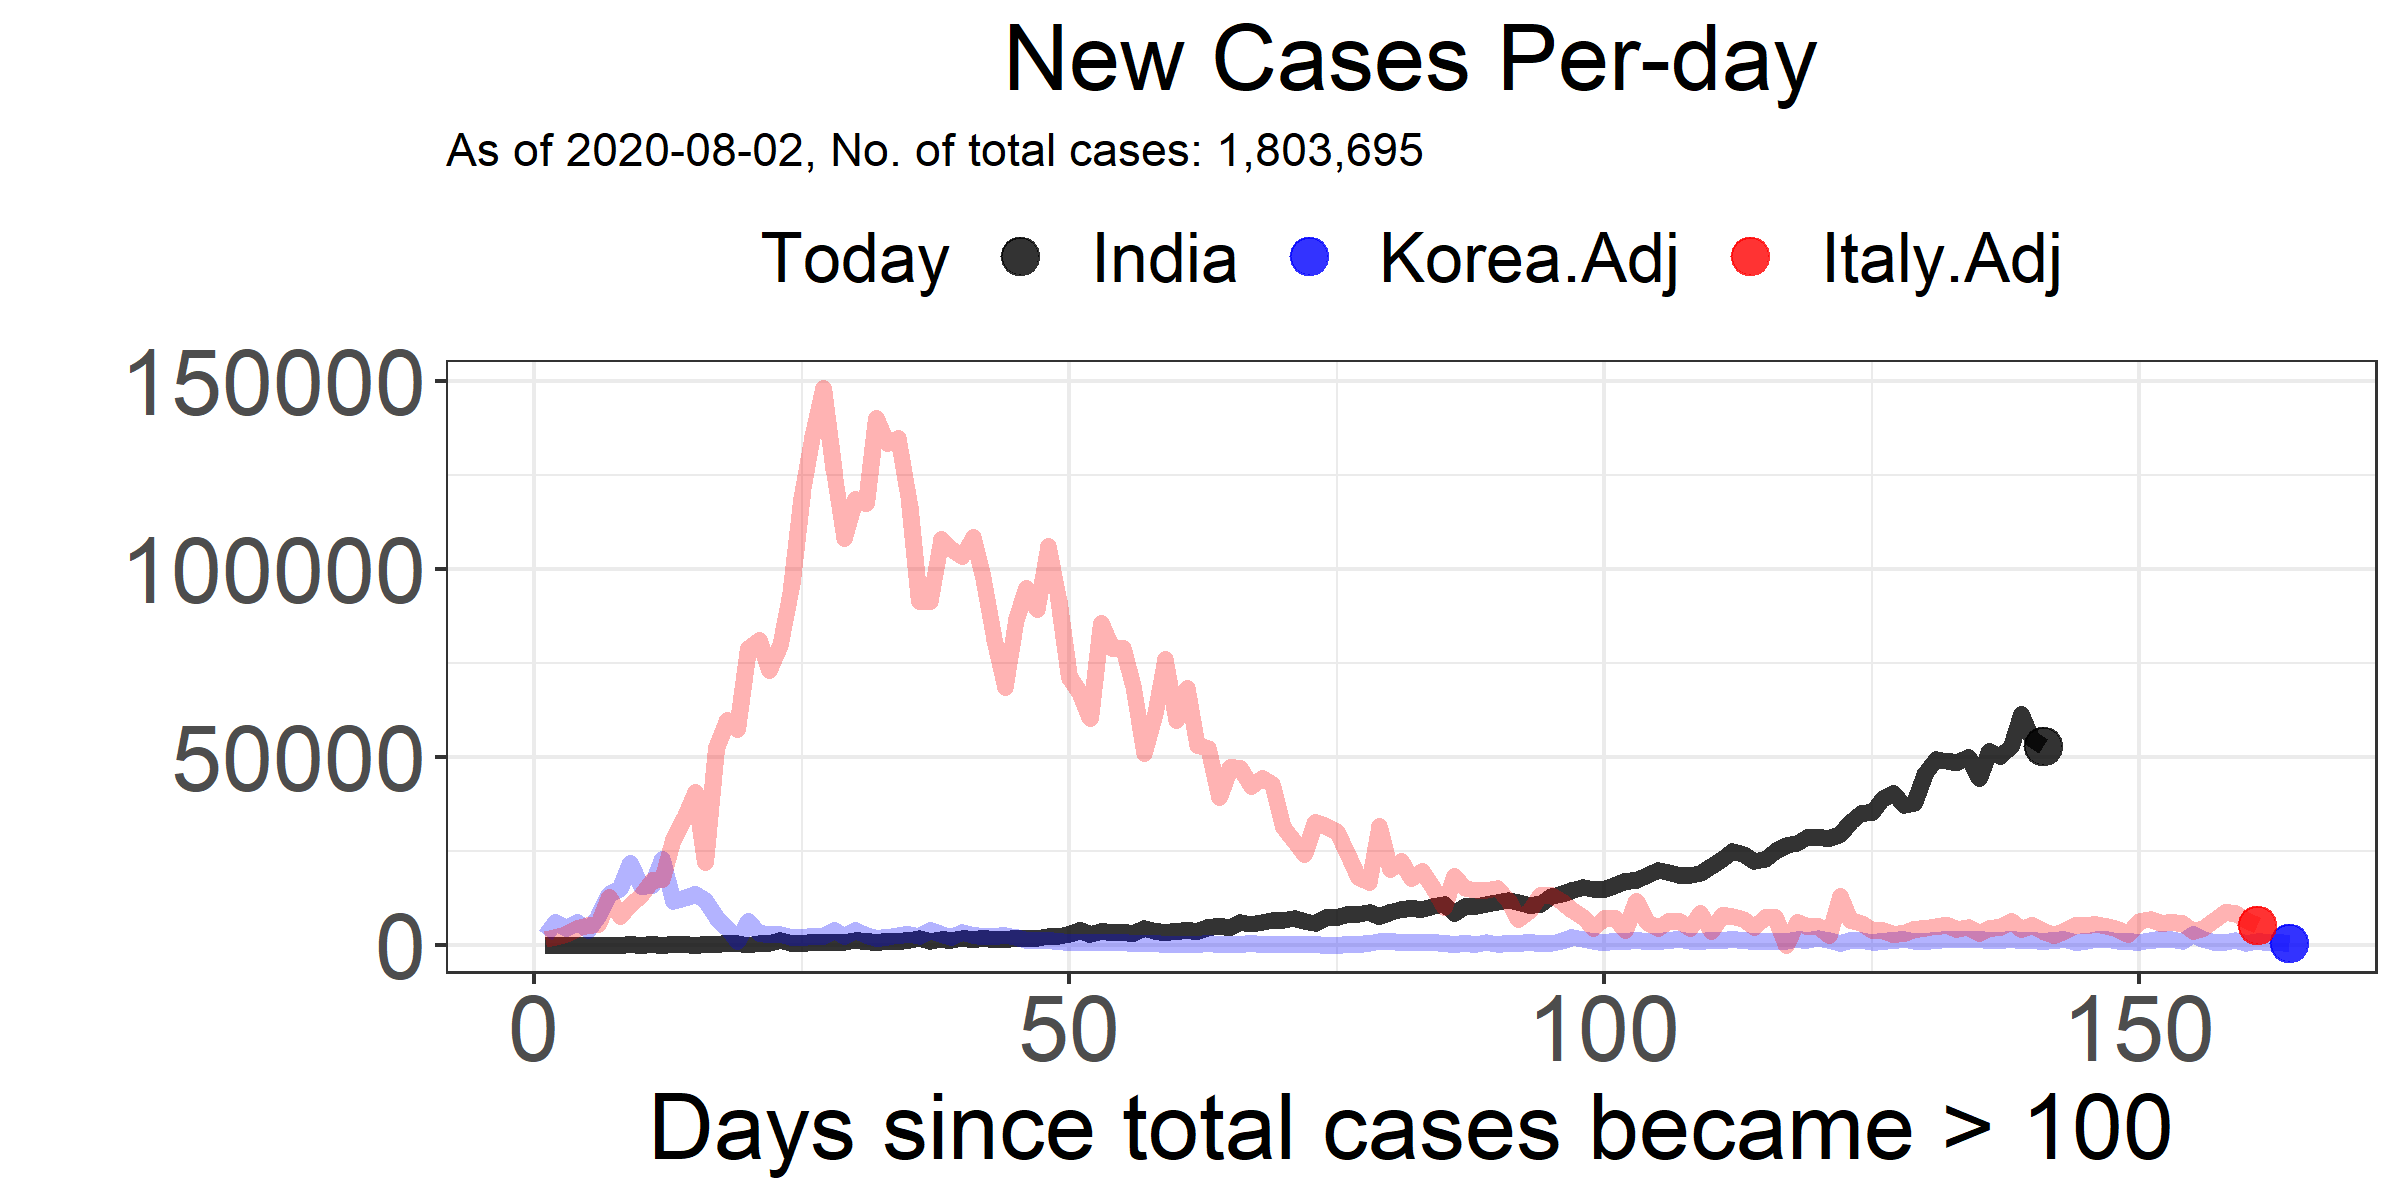 New Cases Per-day
As of 2020-08-02, No. of total cases: 1,803,695
Today India Korea.Adj Italy.Adj
150000
100000
50000
0
0 50 100 150
Days since total cases became > 100